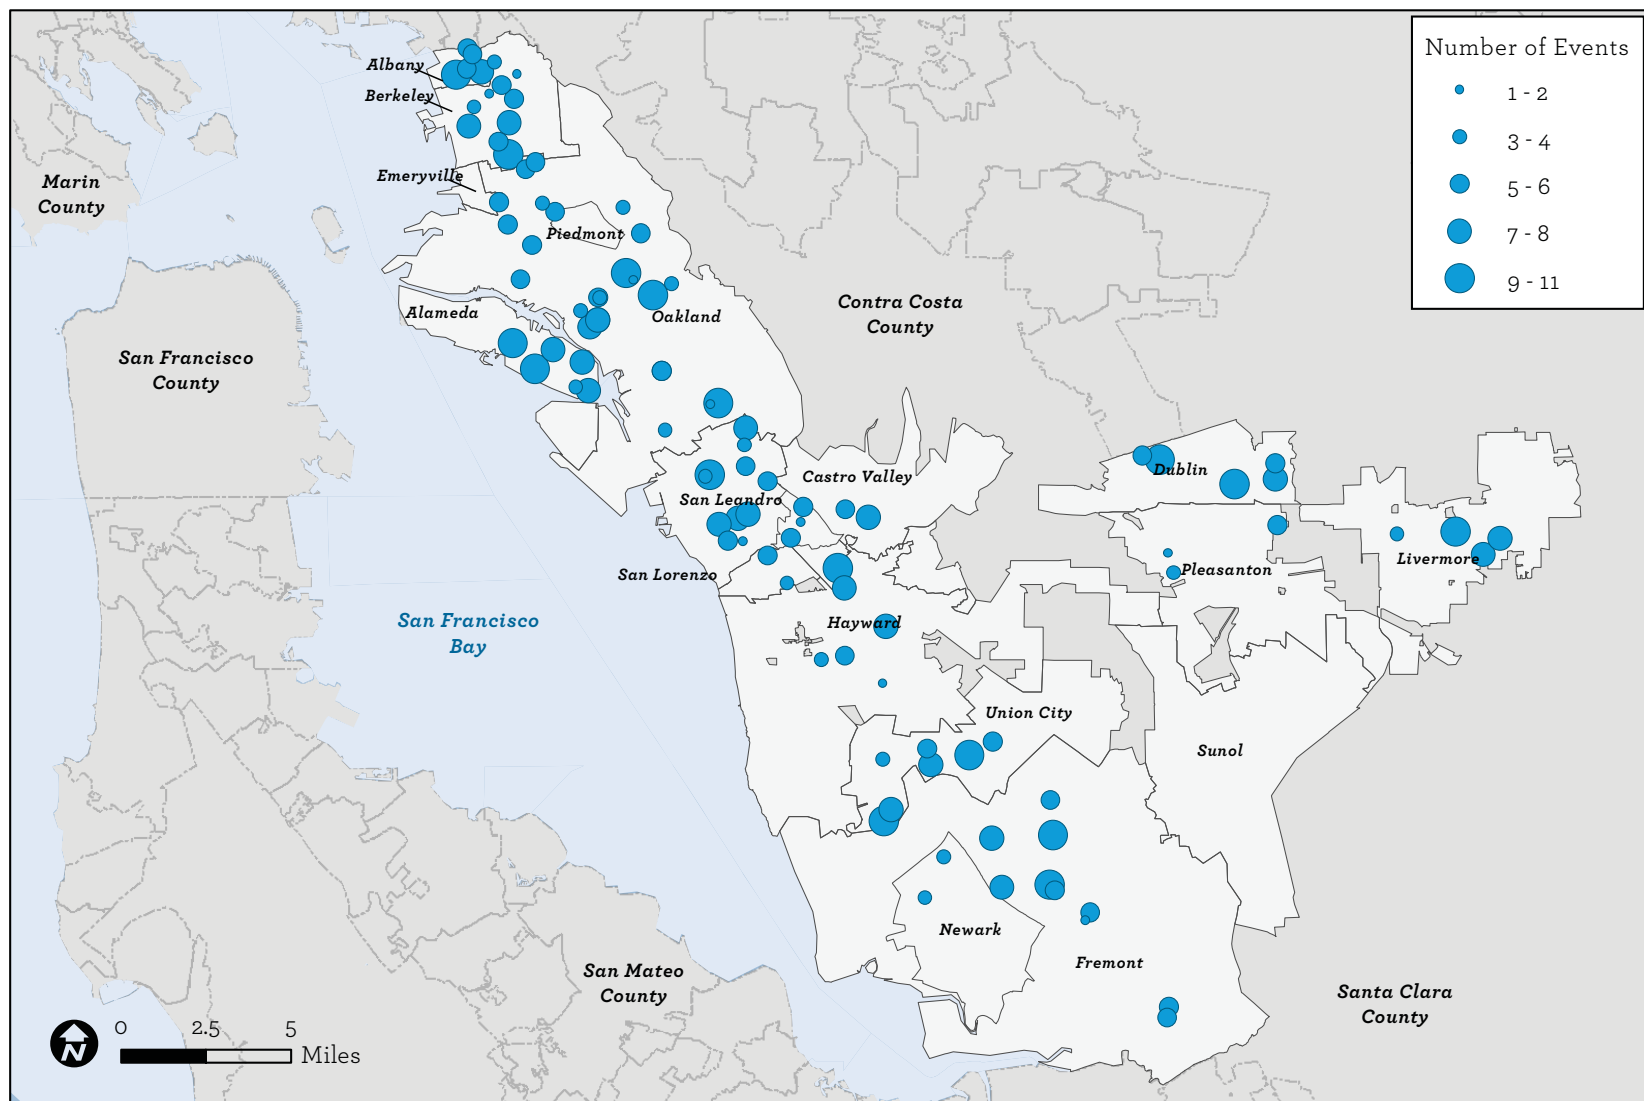 Number of Events
1 - 2
3 - 4
5 - 6
7 - 8
9 - 11
Albany
Berkeley
Emeryville
Marin
County
Piedmont
Alameda
Oakland
Contra Costa
County
San Francisco
County
Castro Valley
Dublin
San Leandro
Livermore
San Lorenzo
Pleasanton
San Francisco
Bay
Hayward
Union City
Sunol
Newark
Fremont
San Mateo
County
Santa Clara
County
N
0 2.5 5
Miles